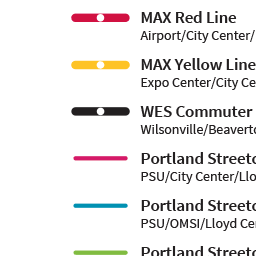 MAX Red Line
Airport/City Center/
MAX Yellow Line
Expo Center/City Ce
WES Commuter
Wilsonville/Beaverto
Portland Streetc
PSU/City Center/Llo
Portland Streetc
PSU/OMSI/Lloyd Cen
Portland Streetc